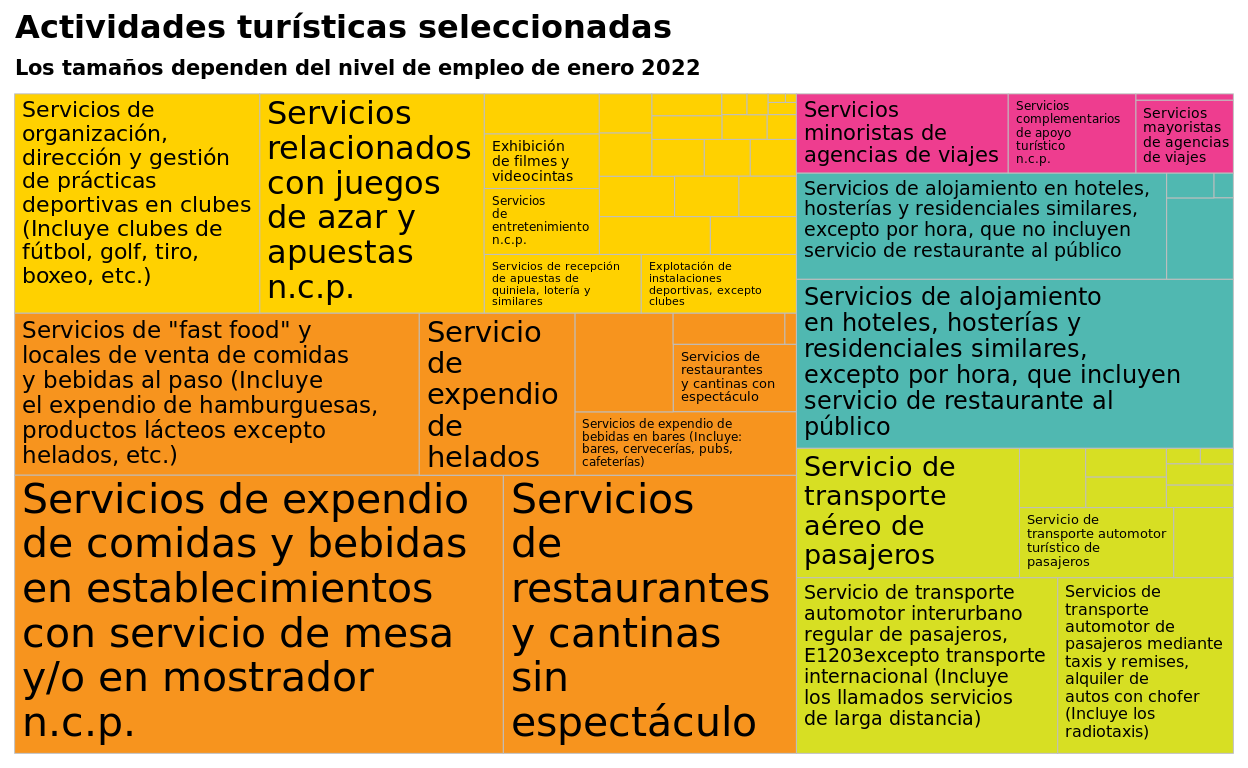 Actividades turísticas seleccionadas
Los tamaños dependen del nivel de empleo de enero 2022
Servicios de
organización,
dirección y gestión
de prácticas
deportivas en clubes
(Incluye clubes de
fútbol, golf, tiro,
boxeo, etc.)
Servicios
relacionados
con juegos
de azar y
apuestas
n.c.p.
Exhibición
de filmes y
videocintas
Servicios
de
entretenimiento
n.c.p.
Servicios de recepción
de apuestas de
quiniela, lotería y
similares
Explotación de
instalaciones
deportivas, excepto
clubes
Servicios de "fast food" y
locales de venta de comidas
y bebidas al paso (Incluye
el expendio de hamburguesas,
productos lácteos excepto
helados, etc.)
Servicio
de
expendio
de
helados
Servicios de
restaurantes
y cantinas con
espectáculo
Servicios de expendio de
bebidas en bares (Incluye:
bares, cervecerías, pubs,
cafeterías)
Servicios de expendio
de comidas y bebidas
en establecimientos
con servicio de mesa
y/o en mostrador
n.c.p.
Servicios
de
restaurantes
y cantinas
sin
espectáculo
Servicios
minoristas de
agencias de viajes
Servicios
complementarios
de apoyo
turístico
n.c.p.
Servicios
mayoristas
de agencias
de viajes
Servicios de alojamiento en hoteles,
hosterías y residenciales similares,
excepto por hora, que no incluyen
servicio de restaurante al público
Servicios de alojamiento
en hoteles, hosterías y
residenciales similares,
excepto por hora, que incluyen
servicio de restaurante al
público
Servicio de
transporte
aéreo de
pasajeros
Servicio de
transporte automotor
turístico de
pasajeros
Servicio de transporte
automotor interurbano
regular de pasajeros,
E1203excepto transporte
internacional (Incluye
los llamados servicios
de larga distancia)
Servicios de
transporte
automotor de
pasajeros mediante
taxis y remises,
alquiler de
autos con chofer
(Incluye los
radiotaxis)